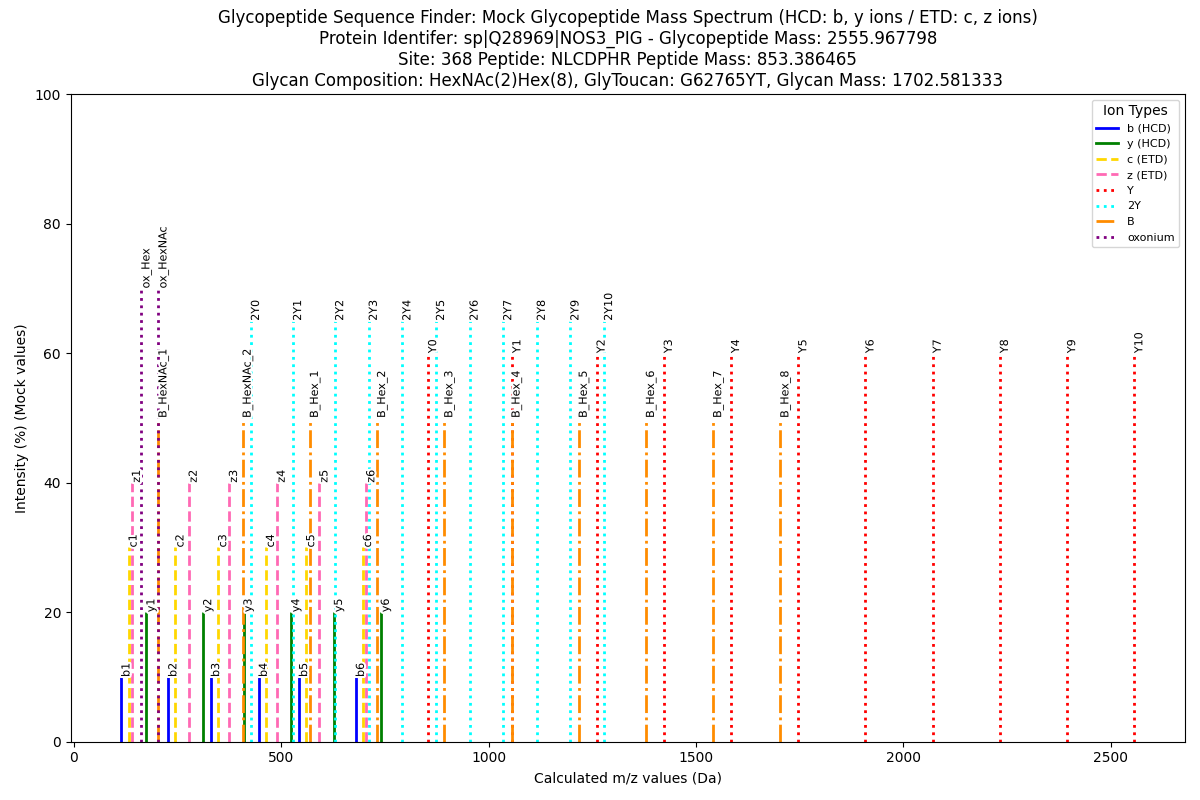 Glycopeptide Sequence Finder: Mock Glycopeptide Mass Spectrum (HCD: b, y ions / ETD: c, z ions)
Protein Identifer: sp|Q28969|NOS3_PIG - Glycopeptide Mass: 2555.967798
Site: 368 Peptide: NLCDPHR Peptide Mass: 853.386465
Glycan Composition: HexNAc(2)Hex(8), GlyToucan: G62765YT, Glycan Mass: 1702.581333
Intensity (%) (Mock values)
100
80
60
40
20
0
Ion Types
b (HCD)
y (HCD)
c (ETD)
z (ETD)
Y
2Y
B
oxonium
ox_Hex
ox_HexNAc
2Y0
2Y1
2Y2
2Y3
2Y4
2Y5
2Y6
2Y7
2Y8
2Y9
2Y10
Y0
Y1
Y2
Y3
Y4
Y5
Y6
Y7
Y8
Y9
Y10
B_HexNAc_1
B_HexNAc_2
B_Hex_1
B_Hex_2
B_Hex_3
B_Hex_4
B_Hex_5
B_Hex_6
B_Hex_7
B_Hex_8
z1
z2
z3
z4
z5
z6
c1
c2
c3
c4
c5
c6
y1
y2
y3
y4
y5
y6
b1
b2
b3
b4
b5
b6
0
500
1000
1500
2000
2500
Calculated m/z values (Da)